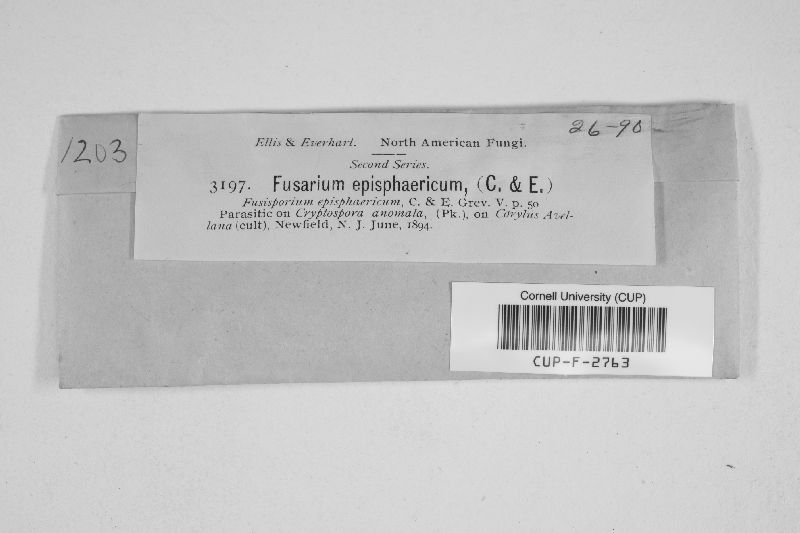 26-90
1203
Ellis & Everhart. North American Fungi.
Second Series.
3197. Fusarium episphaericum, (C. & E.)
Fusisporium episphaericum, C. & E. Grev. V. p. 50
Parasitic on Cryptospora anomala, (Pk.), on Corylus Avel-
lana (cult), Newfield, N. J. June, 1894.
Cornell University (CUP)
CUP-F-2763